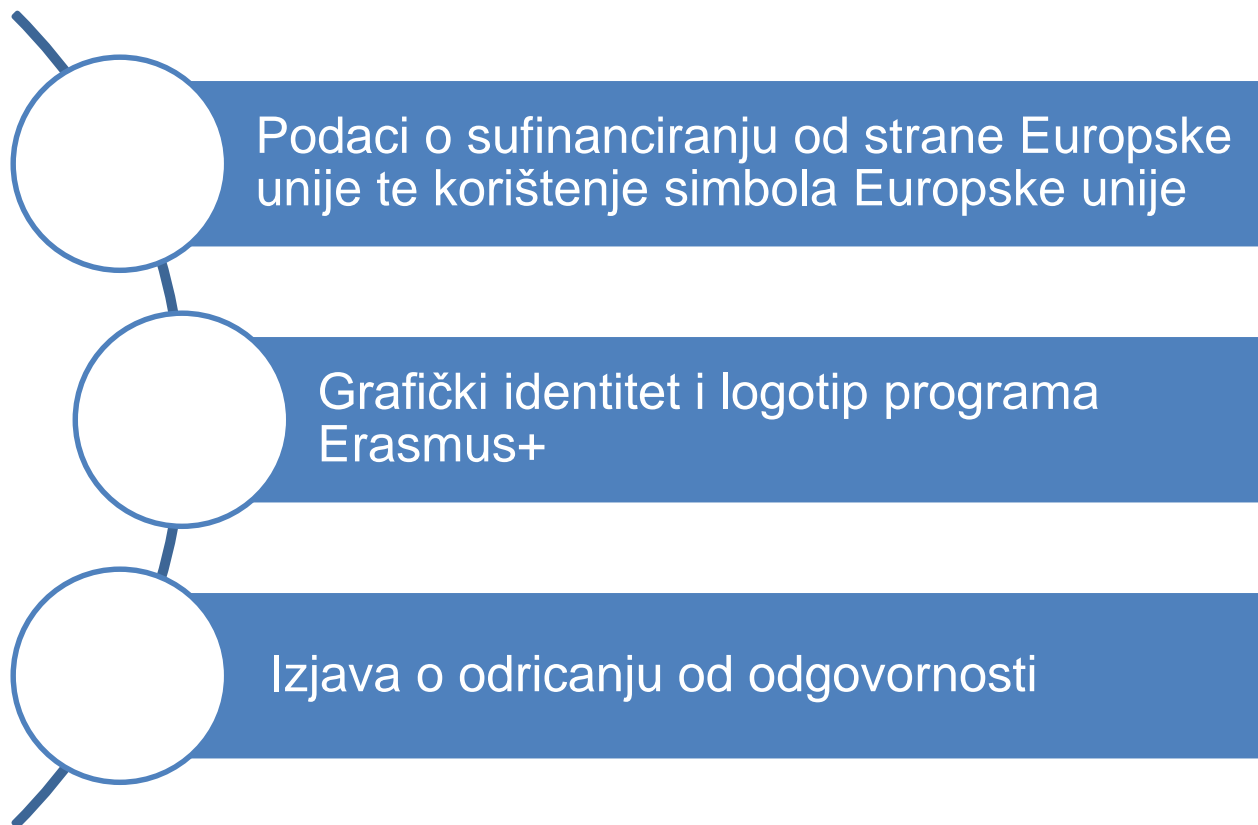 Podaci o sufinanciranju od strane Europske
unije te korištenje simbola Europske unije
Grafički identitet i logotip programa
Erasmus+
Izjava o odricanju od odgovornosti